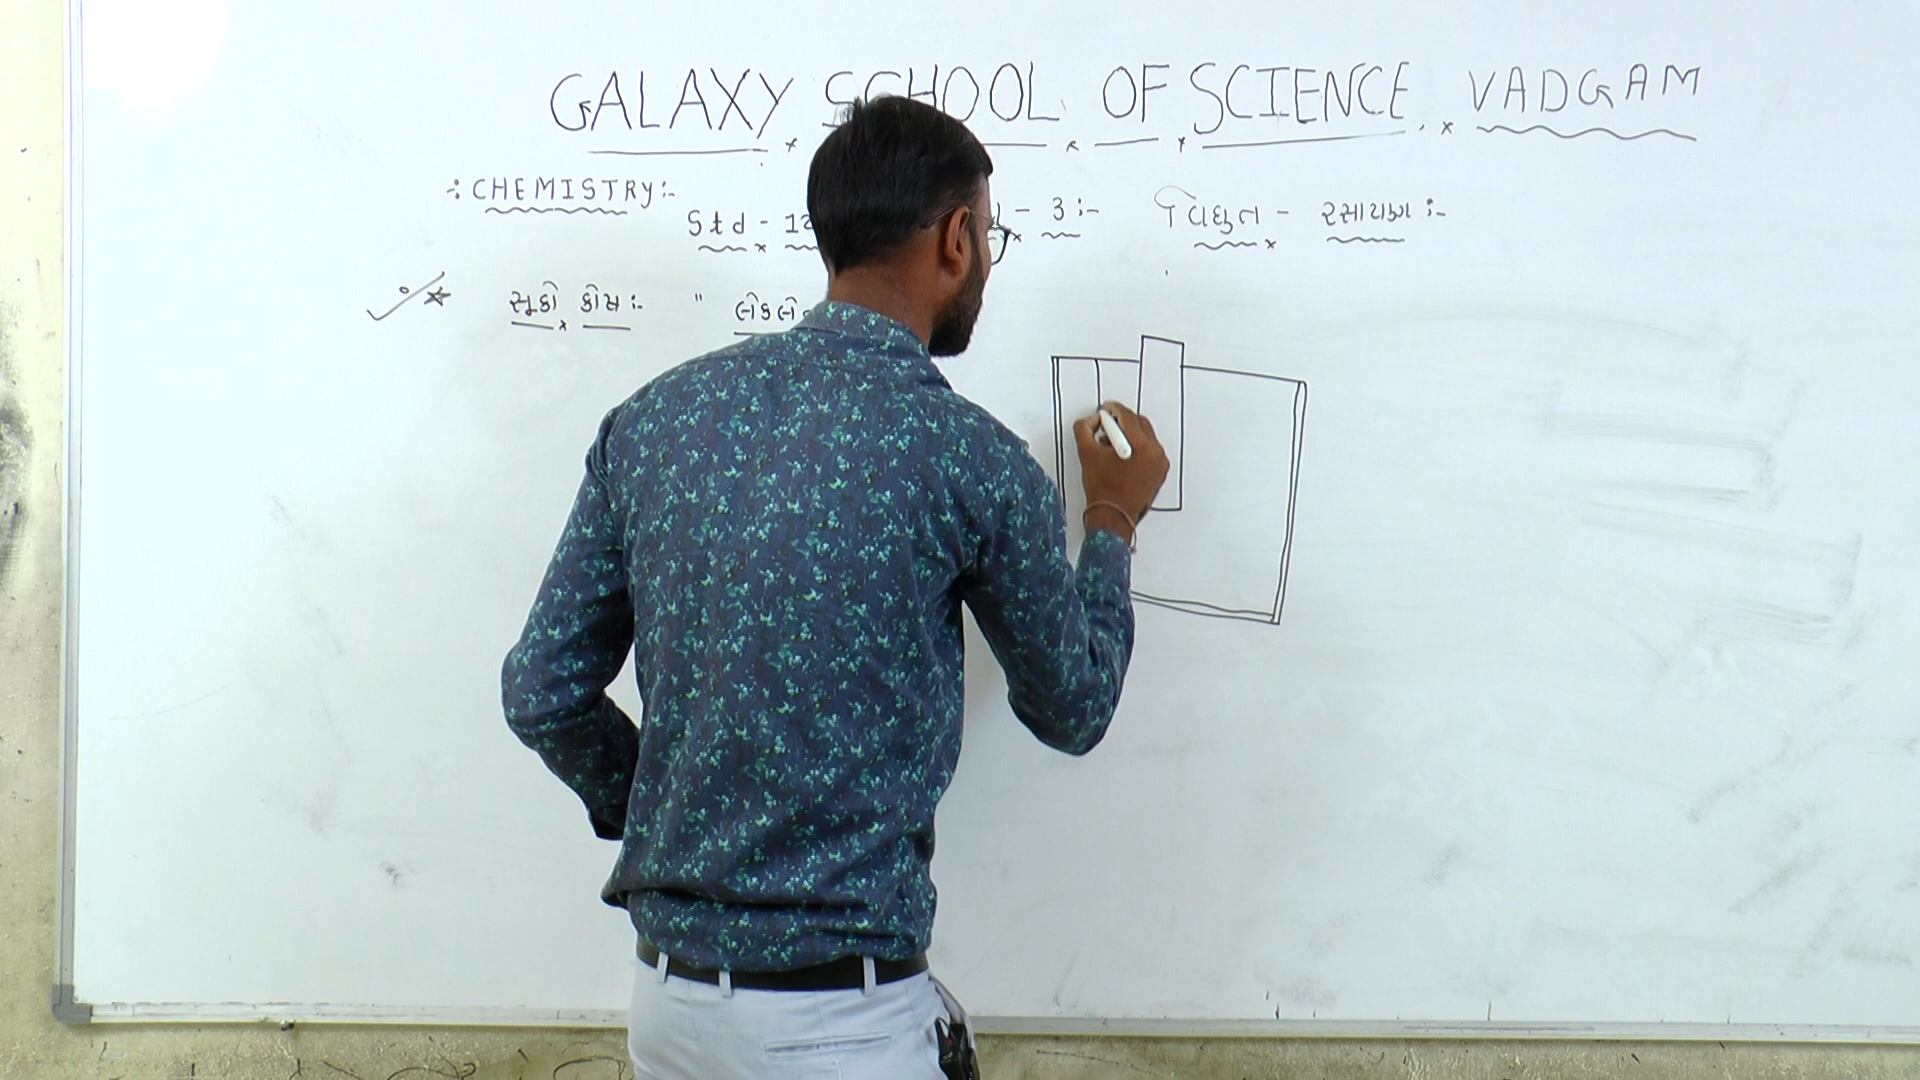 GALAXY SCHOOL OF SCIENCE VADGAM
-: CHEMISTRY :-
Std - 12 - 3 :- વિદ્યુત - રસાયણ :-
સૂકો કોષ :- "